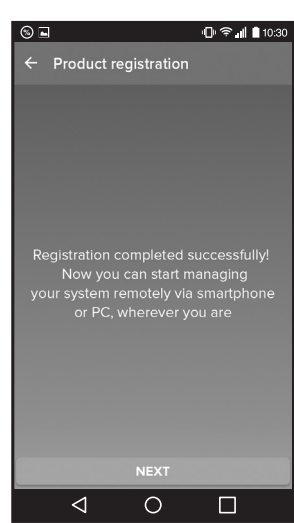 10:30
Product registration
Registration completed successfully!
Now you can start managing
your system remotely via smartphone
or PC, wherever you are
NEXT